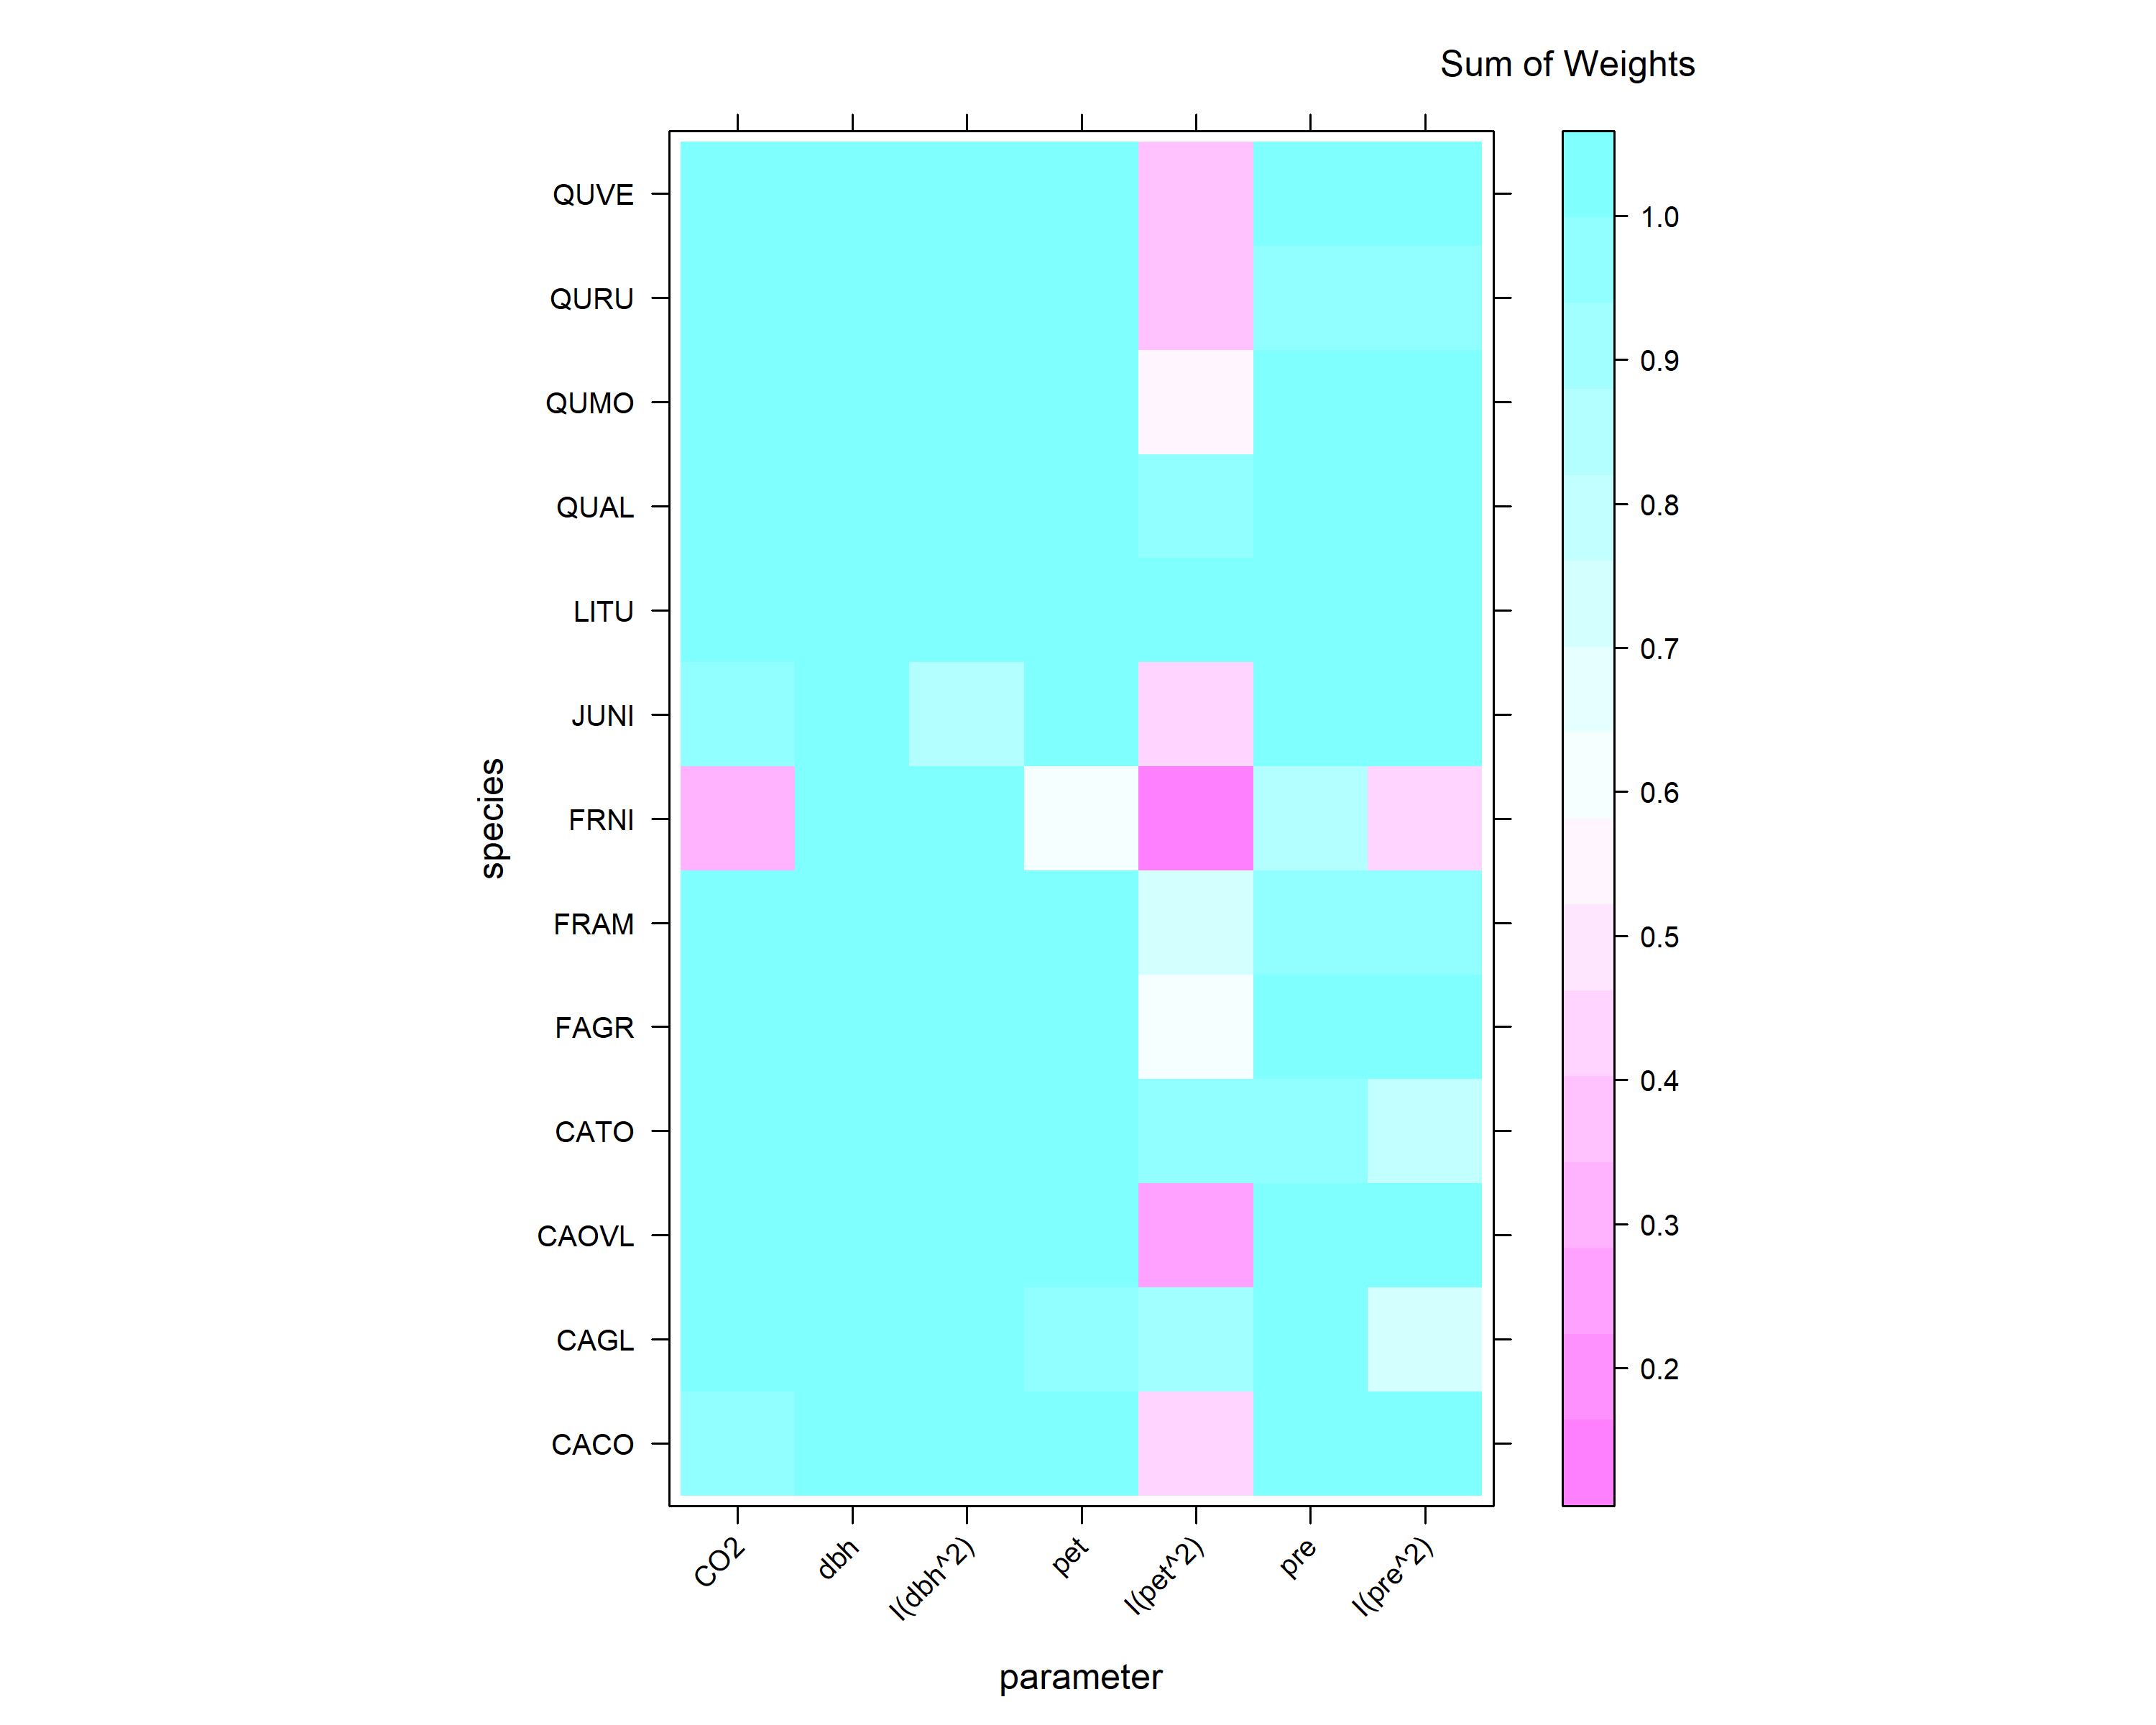 Sum of Weights
QUVE
QURU
QUMO
QUAL
LITU
JUNI
FRNI
FRAM
FAGR
CATO
CAOVL
CAGL
CACO
species
1.0
0.9
0.8
0.7
0.6
0.5
0.4
0.3
0.2
CO2
dbh
I(dbh^2)
pet
I(pet^2)
pre
I(pre^2)
parameter